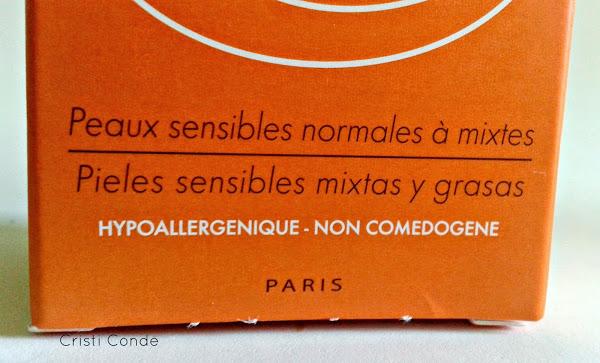 Peaux sensibles normales à mixtes
Pieles sensibles mixtas y grasas
HYPOALLERGENIQUE - NON COMEDOGENE
PARIS
Cristi Conde